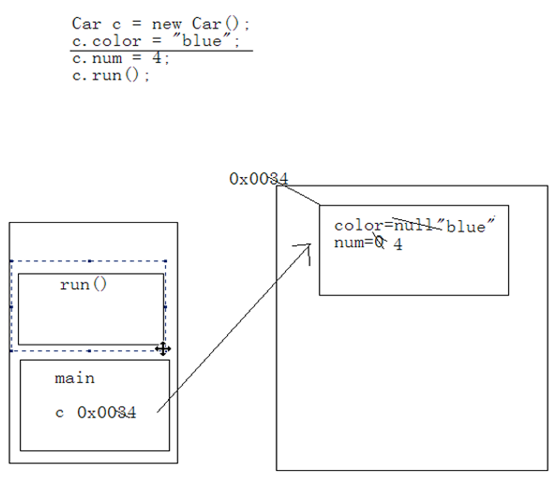 Car c = new Car();
c.color = "blue";
c.num = 4;
c.run();
0x0034
color=null"blue"
num=0 4
run()
main
c 0x0034